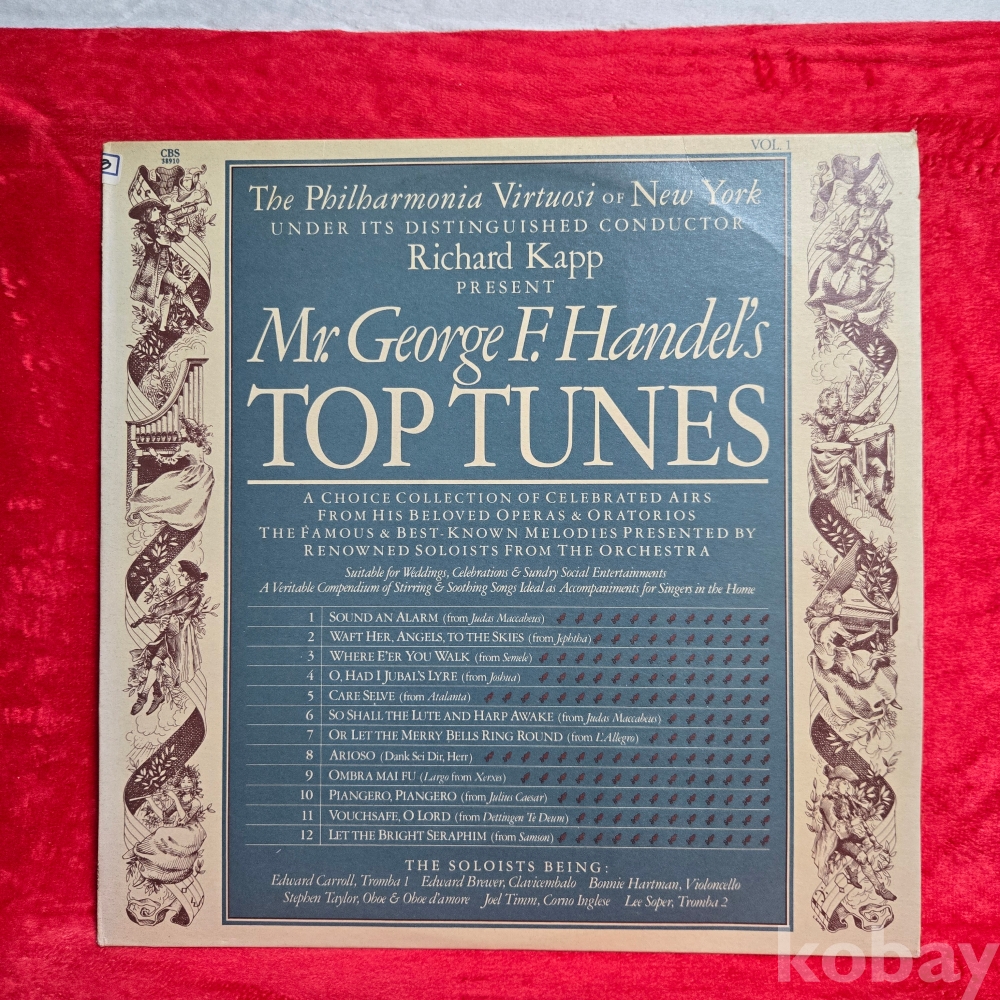 CBS
38910
VOL. 1
The Philharmonia Virtuosi OF New York
UNDER ITS DISTINGUISHED CONDUCTOR
Richard Kapp
PRESENT
Mr. George F. Handel's
TOP TUNES
A CHOICE COLLECTION OF CELEBRATED AIRS
FROM HIS BELOVED OPERAS & ORATORIOS
THE FAMOUS & BEST-KNOWN MELODIES PRESENTED BY
RENOWNED SOLOISTS FROM THE ORCHESTRA
Suitable for Weddings, Celebrations & Sundry Social Entertainments
A Veritable Compendium of Stirring & Soothing Songs Ideal as Accompaniments for Singers in the Home
1 SOUND AN ALARM (from Judas Maccabeus)
2 WAFT HER, ANGELS, TO THE SKIES (from Jephtha)
3 WHERE E'ER YOU WALK (from Semele)
4 O, HAD I JUBAL'S LYRE (from Joshua)
5 CARE SELVE (from Atalanta)
6 SO SHALL THE LUTE AND HARP AWAKE (from Judas Maccabeus)
7 OR LET THE MERRY BELLS RING ROUND (from L'Allegro)
8 ARIOSO (Dank Sei Dir, Herr)
9 OMBRA MAI FU (Largo from Xerxes)
10 PIANGERO, PIANGERO (from Julius Caesar)
11 VOUCHSAFE, O LORD (from Dettingen Te Deum)
12 LET THE BRIGHT SERAPHIM (from Samson)
THE SOLOISTS BEING:
Edward Carroll, Tromba 1 Edward Brewer, Clavicembalo Bonnie Hartman, Violoncello
Stephen Taylor, Oboe & Oboe d'amore Joel Timm, Corno Inglese Lee Soper, Tromba 2
kobay